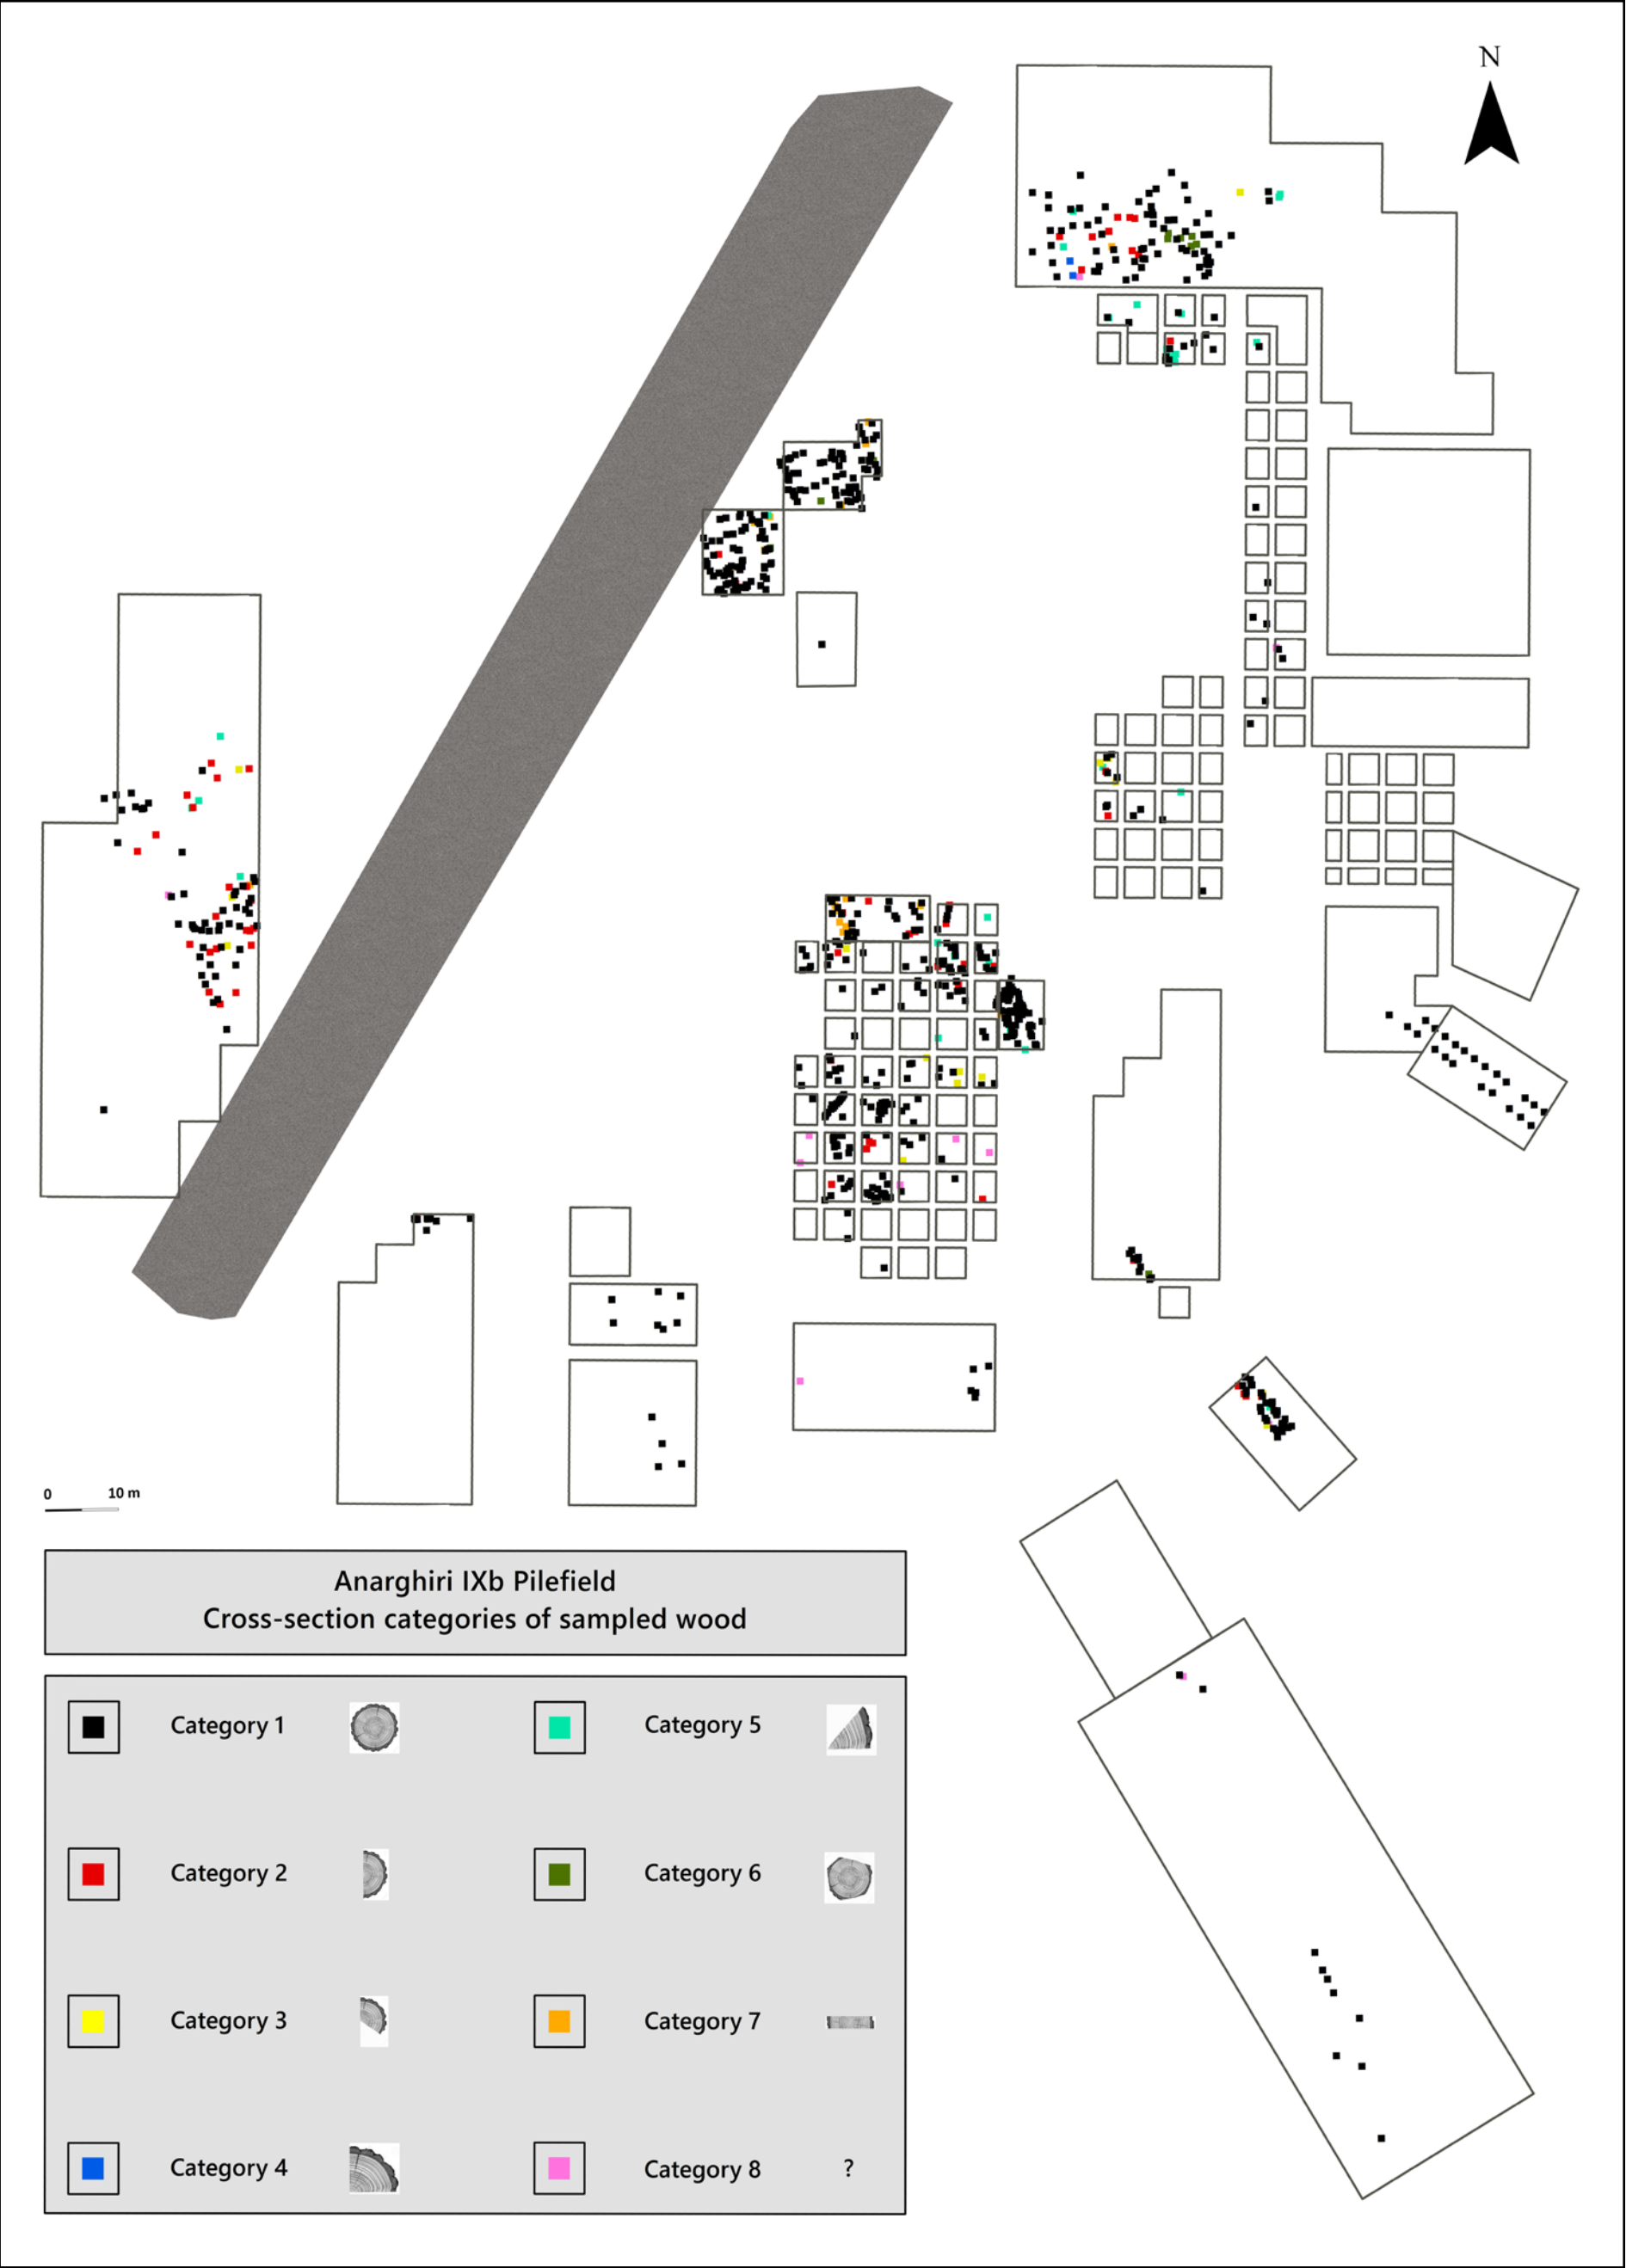 N
0 10 m
Anarghiri IXb Pilefield
Cross-section categories of sampled wood
Category 1
Category 5
Category 2
Category 6
Category 3
Category 7
Category 4
Category 8 ?